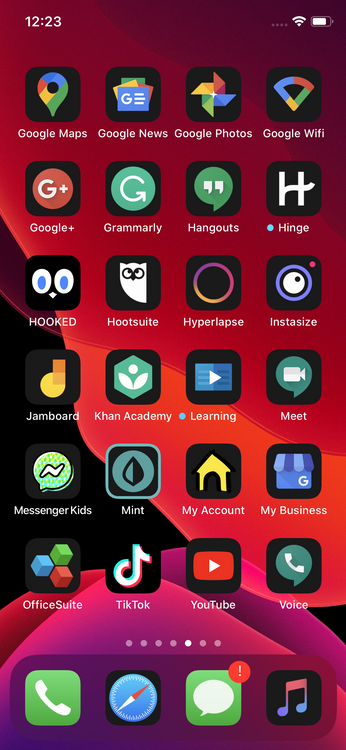 12:23
Google Maps
Google News
Google Photos
Google Wifi
G+
Google+
Grammarly
Hangouts
Hinge
HOOKED
Hootsuite
Hyperlapse
Instasize
Jamboard
Khan Academy
Learning
Meet
Messenger Kids
Mint
My Account
My Business
OfficeSuite
TikTok
YouTube
Voice
!